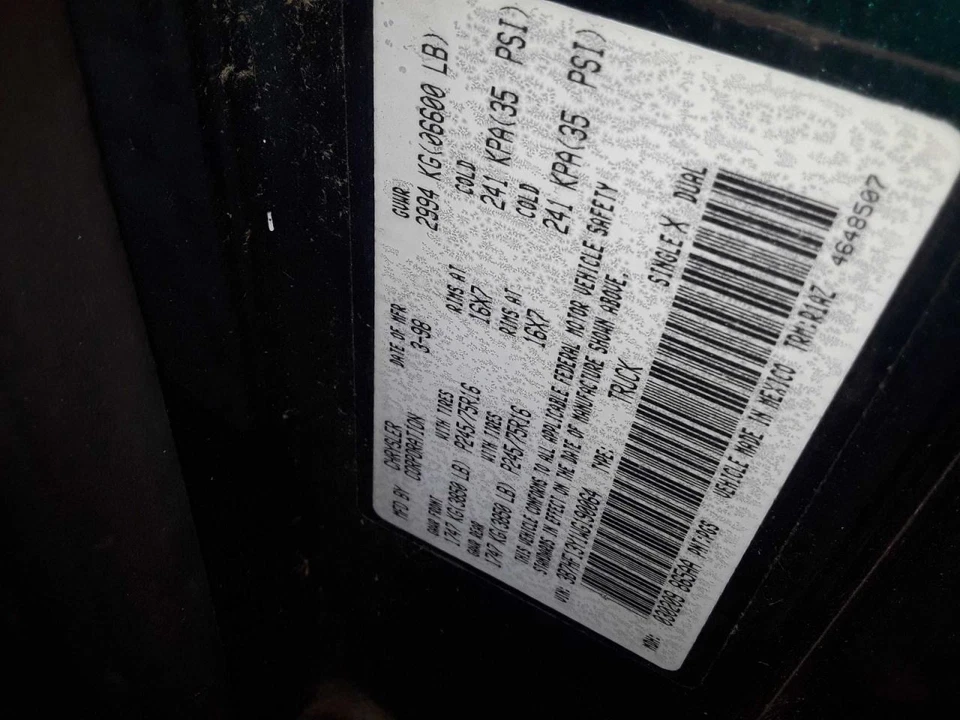 MFD BY CHRYSLER CORPORATION DATE OF MFR 3-98 GVWR 2994 KG(06600 LB)
GAWR FRONT WITH TIRES RIMS AT COLD
1747 KG(3850 LB) P245/75R16 16X7 241 KPA(35 PSI)
GAWR REAR WITH TIRES RIMS AT COLD
1747 KG(3850 LB) P245/75R16 16X7 241 KPA(35 PSI)
THIS VEHICLE CONFORMS TO ALL APPLICABLE FEDERAL MOTOR VEHICLE SAFETY
STANDARDS IN EFFECT ON THE DATE OF MANUFACTURE SHOWN ABOVE.
VIN: TYPE: TRUCK SINGLE X DUAL
MDH: 030209 VEHICLE MADE IN MEXICO TRM:R1AZ 4648507